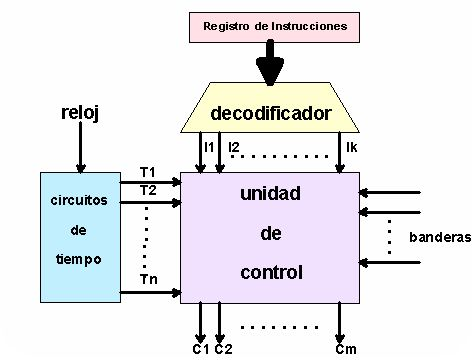 Registro de Instrucciones
decodificador
reloj
I1 I2 Ik
T1
T2
Tn
circuitos
de
tiempo
unidad
de
control
banderas
C1 C2 Cm